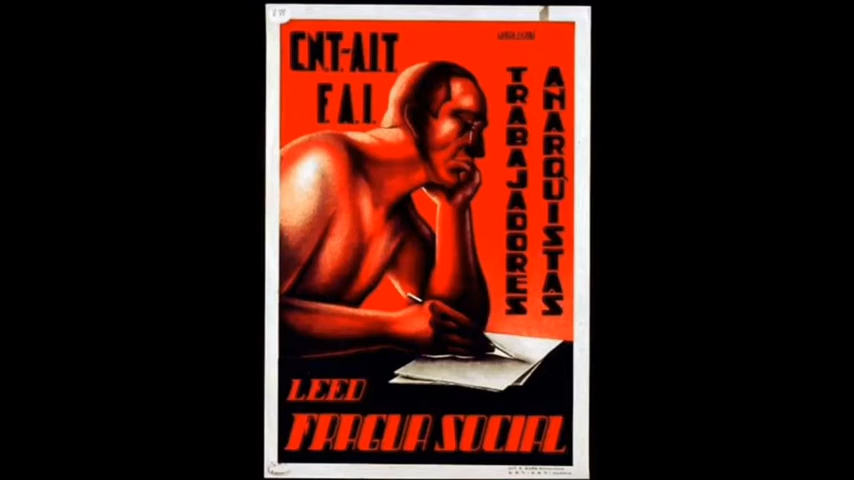 C.N.T.-A.I.T.
F.A.I.
TRABAJADORES
ANARQUISTAS
LEED
FRAGUA SOCIAL